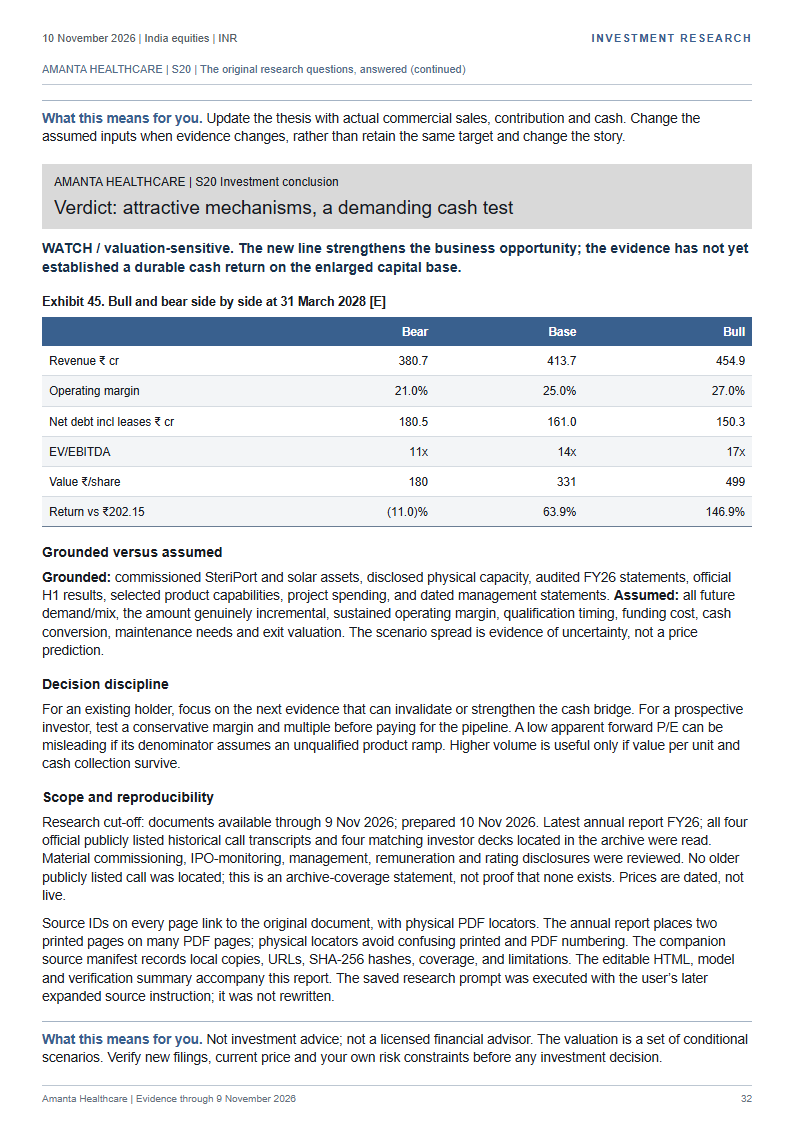 10 November 2026 | India equities | INR
INVESTMENT RESEARCH
AMANTA HEALTHCARE | S20 | The original research questions, answered (continued)
What this means for you. Update the thesis with actual commercial sales, contribution and cash. Change the
assumed inputs when evidence changes, rather than retain the same target and change the story.
AMANTA HEALTHCARE | S20 Investment conclusion
Verdict: attractive mechanisms, a demanding cash test
WATCH / valuation-sensitive. The new line strengthens the business opportunity; the evidence has not yet
established a durable cash return on the enlarged capital base.
Exhibit 45. Bull and bear side by side at 31 March 2028 [E]
Bear Base Bull
Revenue ₹ cr 380.7 413.7 454.9
Operating margin 21.0% 25.0% 27.0%
Net debt incl leases ₹ cr 180.5 161.0 150.3
EV/EBITDA 11x 14x 17x
Value ₹/share 180 331 499
Return vs ₹202.15 (11.0)% 63.9% 146.9%
Grounded versus assumed
Grounded: commissioned SteriPort and solar assets, disclosed physical capacity, audited FY26 statements, official
H1 results, selected product capabilities, project spending, and dated management statements. Assumed: all future
demand/mix, the amount genuinely incremental, sustained operating margin, qualification timing, funding cost, cash
conversion, maintenance needs and exit valuation. The scenario spread is evidence of uncertainty, not a price
prediction.
Decision discipline
For an existing holder, focus on the next evidence that can invalidate or strengthen the cash bridge. For a prospective
investor, test a conservative margin and multiple before paying for the pipeline. A low apparent forward P/E can be
misleading if its denominator assumes an unqualified product ramp. Higher volume is useful only if value per unit and
cash collection survive.
Scope and reproducibility
Research cut-off: documents available through 9 Nov 2026; prepared 10 Nov 2026. Latest annual report FY26; all four
official publicly listed historical call transcripts and four matching investor decks located in the archive were read.
Material commissioning, IPO-monitoring, management, remuneration and rating disclosures were reviewed. No older
publicly listed call was located; this is an archive-coverage statement, not proof that none exists. Prices are dated, not
live.
Source IDs on every page link to the original document, with physical PDF locators. The annual report places two
printed pages on many PDF pages; physical locators avoid confusing printed and PDF numbering. The companion
source manifest records local copies, URLs, SHA-256 hashes, coverage, and limitations. The editable HTML, model
and verification summary accompany this report. The saved research prompt was executed with the user’s later
expanded source instruction; it was not rewritten.
What this means for you. Not investment advice; not a licensed financial advisor. The valuation is a set of conditional
scenarios. Verify new filings, current price and your own risk constraints before any investment decision.
Amanta Healthcare | Evidence through 9 November 2026
32